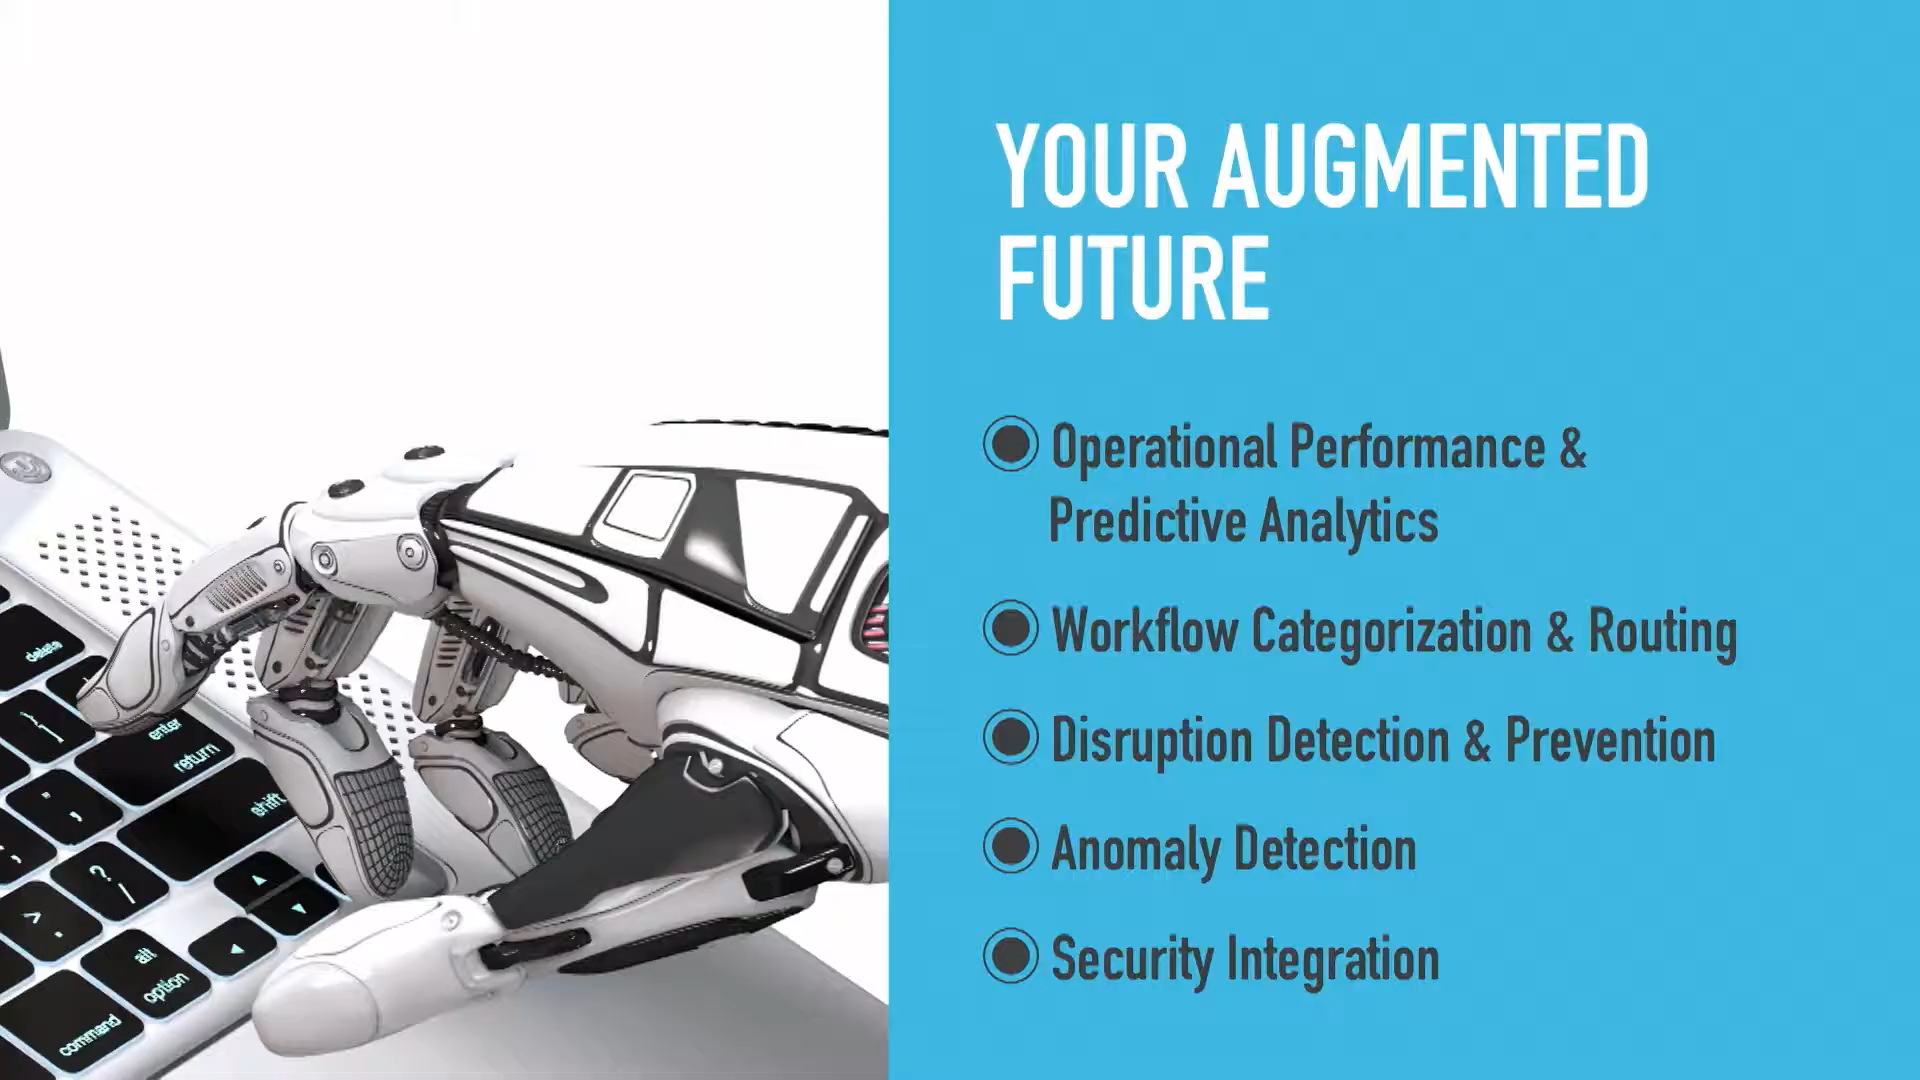 YOUR AUGMENTED
FUTURE
Operational Performance &
Predictive Analytics
Workflow Categorization & Routing
Disruption Detection & Prevention
Anomaly Detection
Security Integration
delete
enter
return
shift
alt
option
command